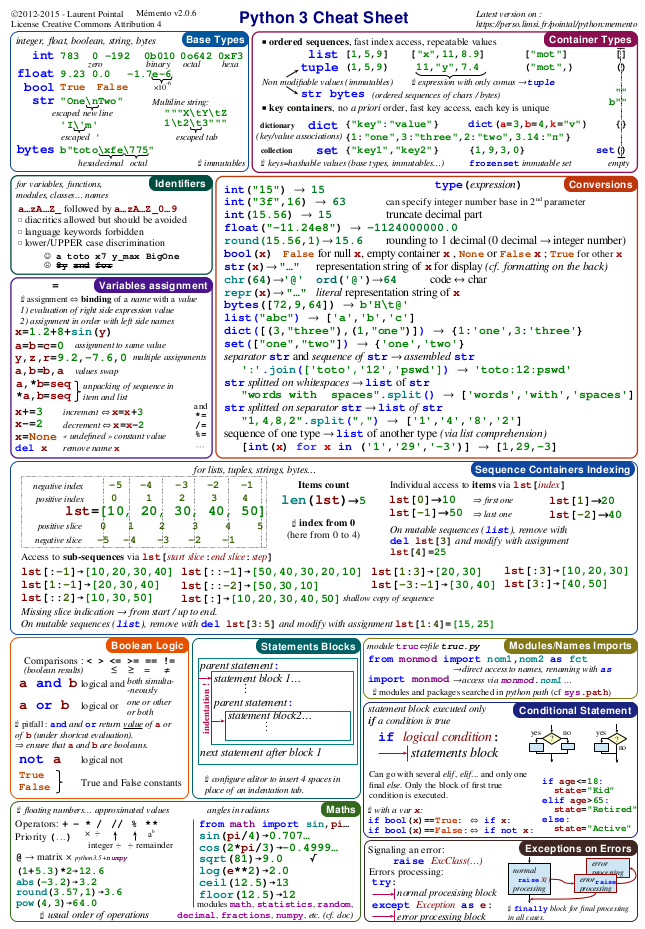 ©2012-2015 - Laurent Pointal Mémento v2.0.6
License Creative Commons Attribution 4
Python 3 Cheat Sheet
Latest version on :
https://perso.limsi.fr/pointal/python:memento
integer, float, boolean, string, bytes Base Types
int 783 0 -192 0b010 0o642 0xF3
zero binary octal hexa
float 9.23 0.0 -1.7e-6
bool True False ×10⁻⁶
str "One\nTwo"
escaped new line
Multiline string:
"""X\tY\tZ
1\t2\t3"""
'I\'m'
escaped '
escaped tab
bytes b"toto\xfe\775"
hexadecimal octal ☝ immutables
Container Types
■ ordered sequences, fast index access, repeatable values
list [1,5,9] ["x",11,8.9] ["mot"] []
tuple (1,5,9) 11,"y",7.4 ("mot",) ()
Non modifiable values (immutables) ☝ expression with only comas → tuple
str bytes (ordered sequences of chars / bytes)
""
b""
■ key containers, no a priori order, fast key access, each key is unique
dictionary dict {"key":"value"} dict(a=3,b=4,k="v") {}
(key/value associations) {1:"one",3:"three",2:"two",3.14:"π"}
collection set {"key1","key2"} {1,9,3,0} set()
☝ keys=hashable values (base types, immutables…) frozenset immutable set empty
for variables, functions,
modules, classes… names
Identifiers
a…zA…Z_ followed by a…zA…Z_0…9
□ diacritics allowed but should be avoided
□ language keywords forbidden
□ lower/UPPER case discrimination
☺ a toto x7 y_max BigOne
☹ 8y and for
= Variables assignment
☝ assignment ⇔ binding of a name with a value
1) evaluation of right side expression value
2) assignment in order with left side names
x=1.2+8+sin(y)
a=b=c=0 assignment to same value
y,z,r=9.2,-7.6,0 multiple assignments
a,b=b,a values swap
a,*b=seq
*a,b=seq
unpacking of sequence in
item and list
x+=3 increment ⇔ x=x+3
x-=2 decrement ⇔ x=x-2
x=None « undefined » constant value
del x remove name x
and
*=
/=
%=
…
Conversions
int("15") → 15 type(expression)
int("3f",16) → 63 can specify integer number base in 2nd parameter
int(15.56) → 15 truncate decimal part
float("-11.24e8") → -1124000000.0
round(15.56,1)→ 15.6 rounding to 1 decimal (0 decimal → integer number)
bool(x) False for null x, empty container x , None or False x ; True for other x
str(x)→ "…" representation string of x for display (cf. formatting on the back)
chr(64)→'@' ord('@')→64 code ↔ char
repr(x)→ "…" literal representation string of x
bytes([72,9,64]) → b'H\t@'
list("abc") → ['a','b','c']
dict([(3,"three"),(1,"one")]) → {1:'one',3:'three'}
set(["one","two"]) → {'one','two'}
separator str and sequence of str → assembled str
':'.join(['toto','12','pswd']) → 'toto:12:pswd'
str splitted on whitespaces → list of str
"words with  spaces".split() → ['words','with','spaces']
str splitted on separator str → list of str
"1,4,8,2".split(",") → ['1','4','8','2']
sequence of one type → list of another type (via list comprehension)
[int(x) for x in ('1','29','-3')] → [1,29,-3]
for lists, tuples, strings, bytes… Sequence Containers Indexing
negative index -5 -4 -3 -2 -1
positive index 0 1 2 3 4
lst=[10, 20, 30, 40, 50]
positive slice 0 1 2 3 4 5
negative slice -5 -4 -3 -2 -1
Items count
len(lst)→5
☝ index from 0
(here from 0 to 4)
Individual access to items via lst[index]
lst[0]→10 ⇒ first one lst[1]→20
lst[-1]→50 ⇒ last one lst[-2]→40
On mutable sequences (list), remove with
del lst[3] and modify with assignment
lst[4]=25
Access to sub-sequences via lst[start slice:end slice:step]
lst[:-1]→[10,20,30,40] lst[::-1]→[50,40,30,20,10] lst[1:3]→[20,30] lst[:3]→[10,20,30]
lst[1:-1]→[20,30,40] lst[::-2]→[50,30,10] lst[-3:-1]→[30,40] lst[3:]→[40,50]
lst[::2]→[10,30,50] lst[:]→[10,20,30,40,50] shallow copy of sequence
Missing slice indication → from start / up to end.
On mutable sequences (list), remove with del lst[3:5] and modify with assignment lst[1:4]=[15,25]
Boolean Logic
Comparisons : < > <= >= == !=
(boolean results) ≤ ≥ = ≠
a and b logical and both simulta-
-neously
a or b logical or one or other
or both
☝ pitfall : and and or return value of a or
of b (under shortcut evaluation).
⇒ ensure that a and b are booleans.
not a logical not
True
False
True and False constants
Statements Blocks
parent statement:
statement block 1…
⋮
parent statement:
statement block2…
⋮
next statement after block 1
indentation !
☝ configure editor to insert 4 spaces in
place of an indentation tab.
module truc⇔file truc.py Modules/Names Imports
from monmod import nom1,nom2 as fct
→direct access to names, renaming with as
import monmod →access via monmod.nom1 …
☝ modules and packages searched in python path (cf sys.path)
statement block executed only
if a condition is true
Conditional Statement
if logical condition:
statements block
yes ? no yes ? no
Can go with several elif, elif... and only one
final else. Only the block of first true
condition is executed.
☝ with a var x:
if bool(x)==True: ⇔ if x:
if bool(x)==False: ⇔ if not x:
if age<=18:
state="Kid"
elif age>65:
state="Retired"
else:
state="Active"
☝ floating numbers… approximated values angles in radians Maths
Operators: + - * / // % **
× ÷ aᵇ
Priority (…) integer ÷ ÷ remainder
@ → matrix × python3.5+numpy
(1+5.3)*2→12.6
abs(-3.2)→3.2
round(3.57,1)→3.6
pow(4,3)→64.0
☝ usual order of operations
from math import sin,pi…
sin(pi/4)→0.707…
cos(2*pi/3)→-0.4999…
sqrt(81)→9.0 √
log(e**2)→2.0
ceil(12.5)→13
floor(12.5)→12
modules math, statistics, random,
decimal, fractions, numpy, etc. (cf. doc)
Exceptions on Errors
Signaling an error:
raise ExcClass(…)
Errors processing:
try:
normal procesising block
except Exception as e:
error processing block
normal
raise X()
processing
error
processing
error raise
processing
☝ finally block for final processing
in all cases.